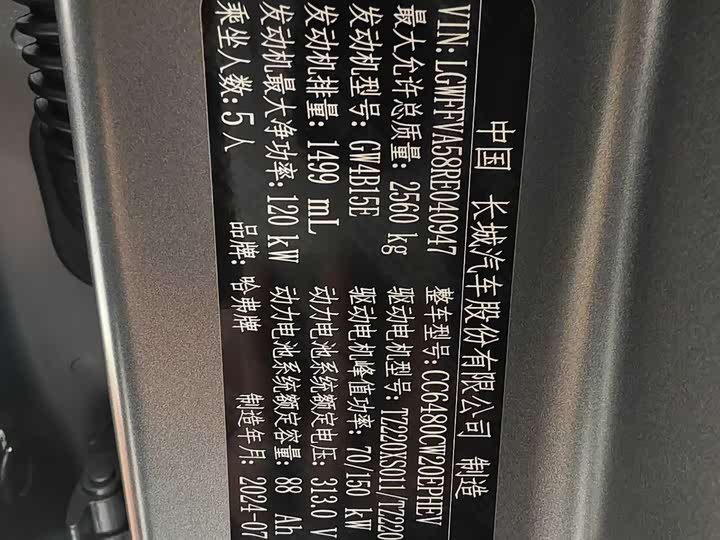 中国 长城汽车股份有限公司 制造
VIN: LGWFFVA58RE040947 整车型号: CC6480CW20EPHEV
最大允许总质量: 2560 kg 驱动电机型号: TZ220XS011/TZ220
发动机型号: GW4B15E 驱动电机峰值功率: 70/150 kW
发动机排量: 1499 mL 动力电池系统额定电压: 313.0 V
发动机最大净功率: 120 kW 动力电池系统额定容量: 88 Ah
乘坐人数: 5人 品牌: 哈弗牌 制造年月: 2024-07